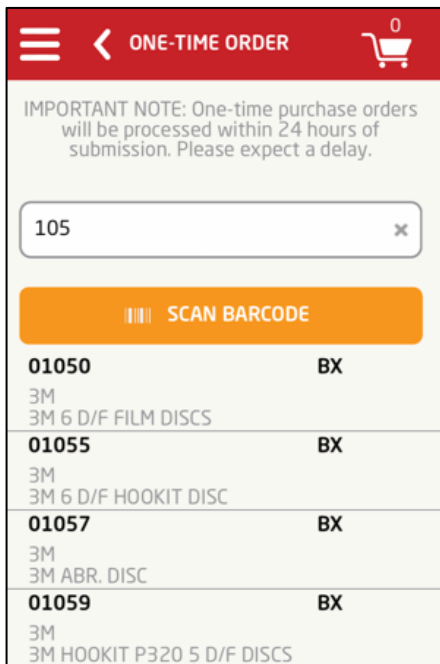 0
ONE-TIME ORDER
IMPORTANT NOTE: One-time purchase orders
will be processed within 24 hours of
submission. Please expect a delay.
105
SCAN BARCODE
01050 BX
3M
3M 6 D/F FILM DISCS
01055 BX
3M
3M 6 D/F HOOKIT DISC
01057 BX
3M
3M ABR. DISC
01059 BX
3M
3M HOOKIT P320 5 D/F DISCS